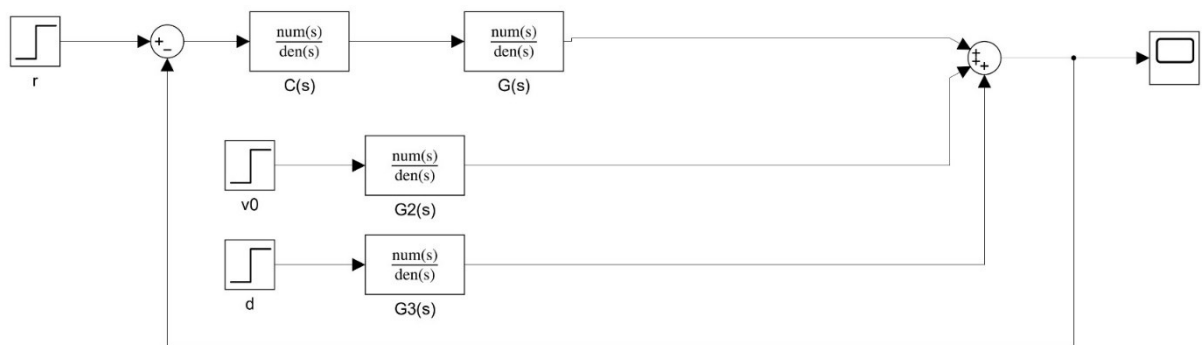 r
+
−
num(s)
den(s)
C(s)
num(s)
den(s)
G(s)
+
+
+
v0
num(s)
den(s)
G2(s)
d
num(s)
den(s)
G3(s)